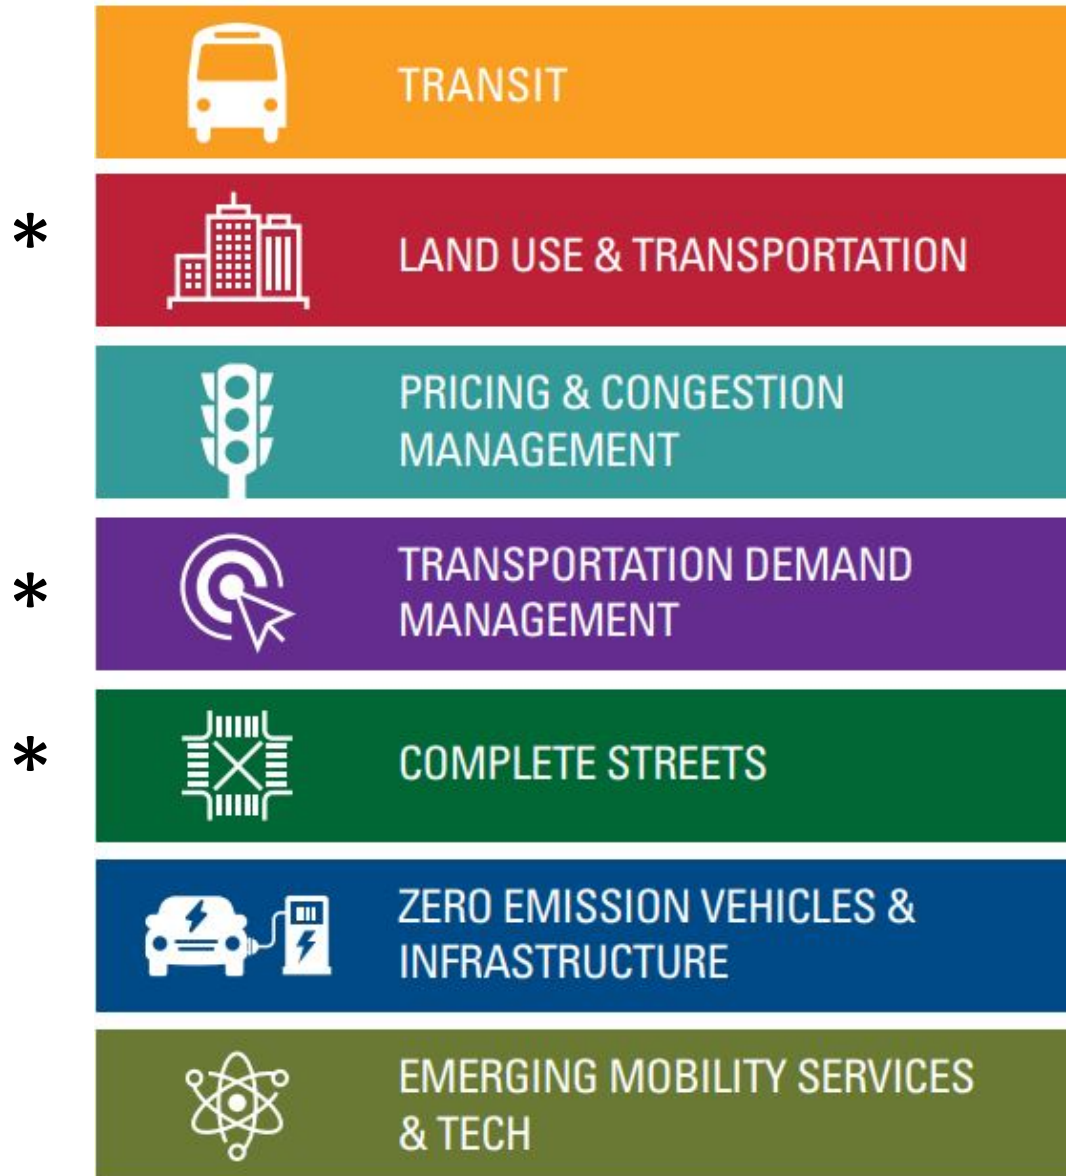 TRANSIT
* LAND USE & TRANSPORTATION
PRICING & CONGESTION
MANAGEMENT
* TRANSPORTATION DEMAND
MANAGEMENT
* COMPLETE STREETS
ZERO EMISSION VEHICLES &
INFRASTRUCTURE
EMERGING MOBILITY SERVICES
& TECH